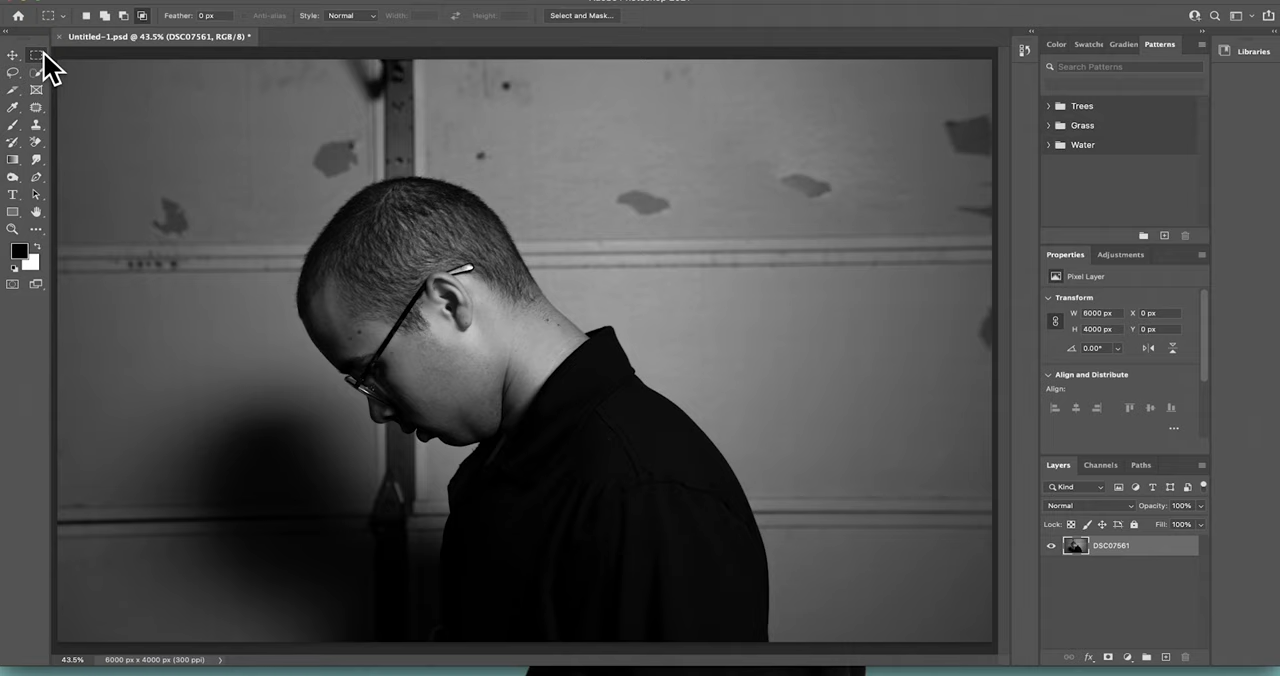 Feather: 0 px Anti-alias Style: Normal Width: Height: Select and Mask...
Untitled-1.psd @ 43.5% (DSC07561, RGB/8) *
Color Swatche Gradien Patterns
Libraries
Search Patterns
Trees
Grass
Water
Properties Adjustments
Pixel Layer
Transform
W 6000 px X 0 px
H 4000 px Y 0 px
0.00°
Align and Distribute
Align:
Layers Channels Paths
Kind
Normal Opacity: 100%
Lock: Fill: 100%
DSC07561
43.5% 6000 px x 4000 px (300 ppi)